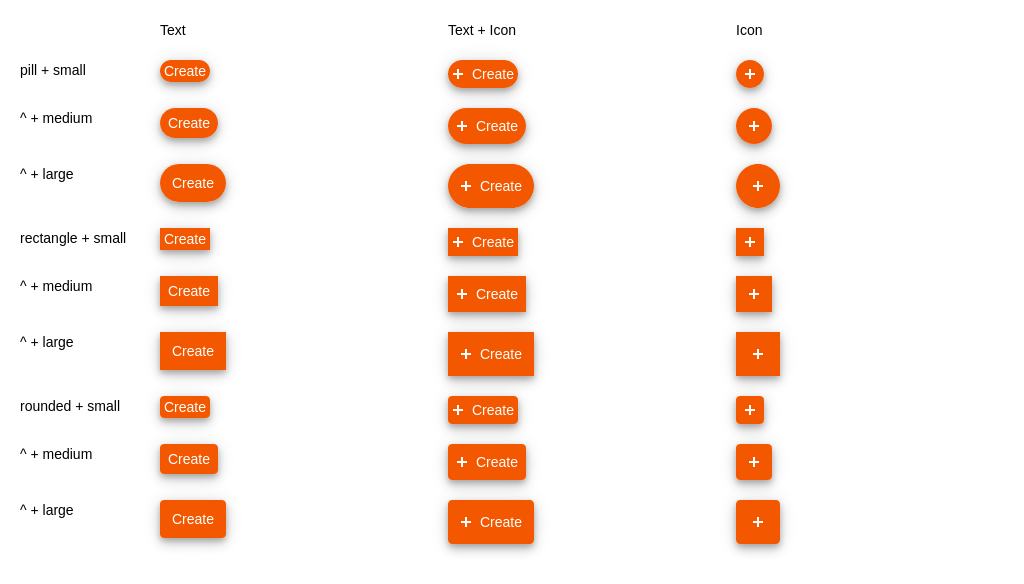 Text Text + Icon Icon
pill + small Create + Create +
^ + medium Create + Create +
^ + large Create + Create +
rectangle + small Create + Create +
^ + medium Create + Create +
^ + large Create + Create +
rounded + small Create + Create +
^ + medium Create + Create +
^ + large Create + Create +